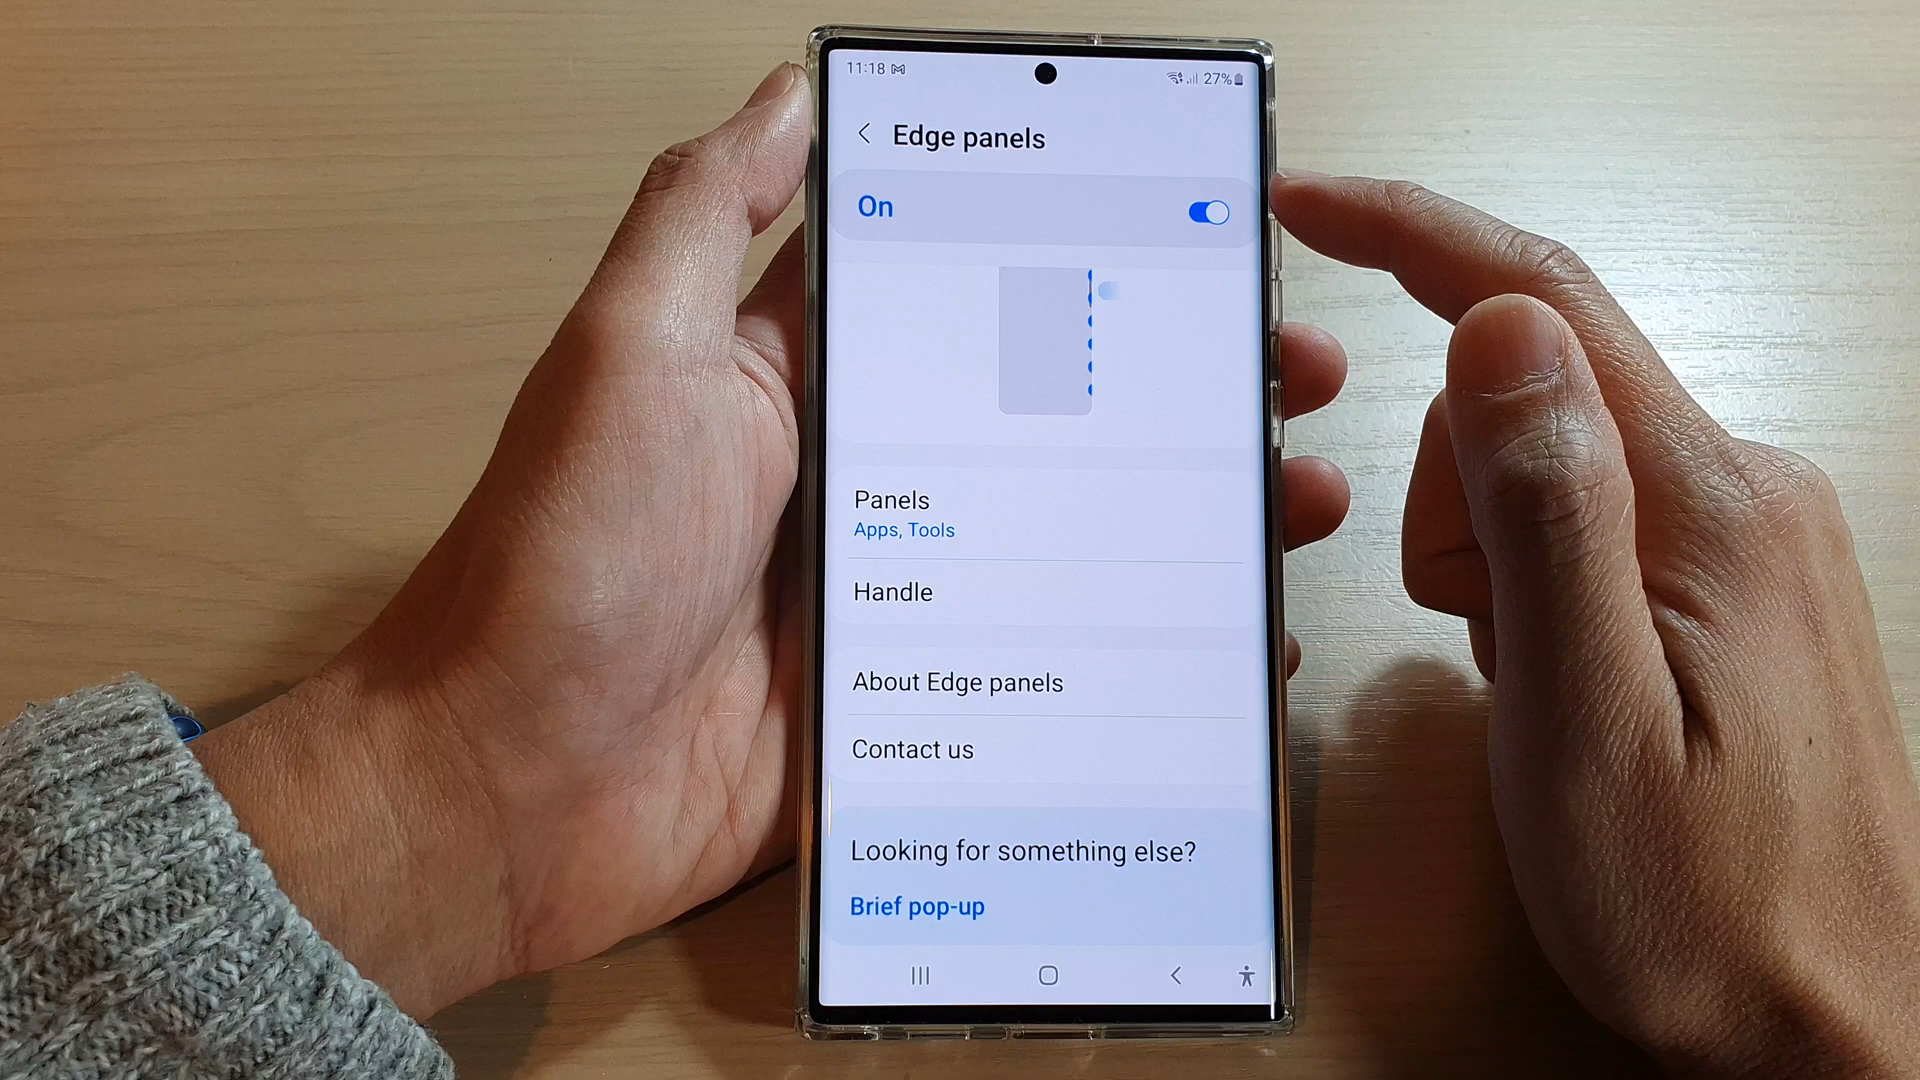 11:18 27%
Edge panels
On
Panels
Apps, Tools
Handle
About Edge panels
Contact us
Looking for something else?
Brief pop-up